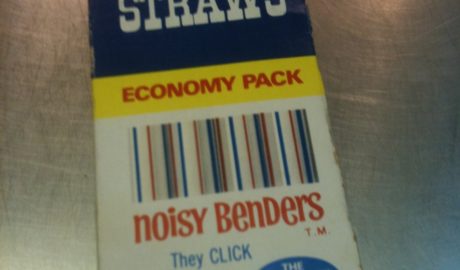 STRAWS
ECONOMY PACK
noisy Benders
T.M.
They CLICK
THE